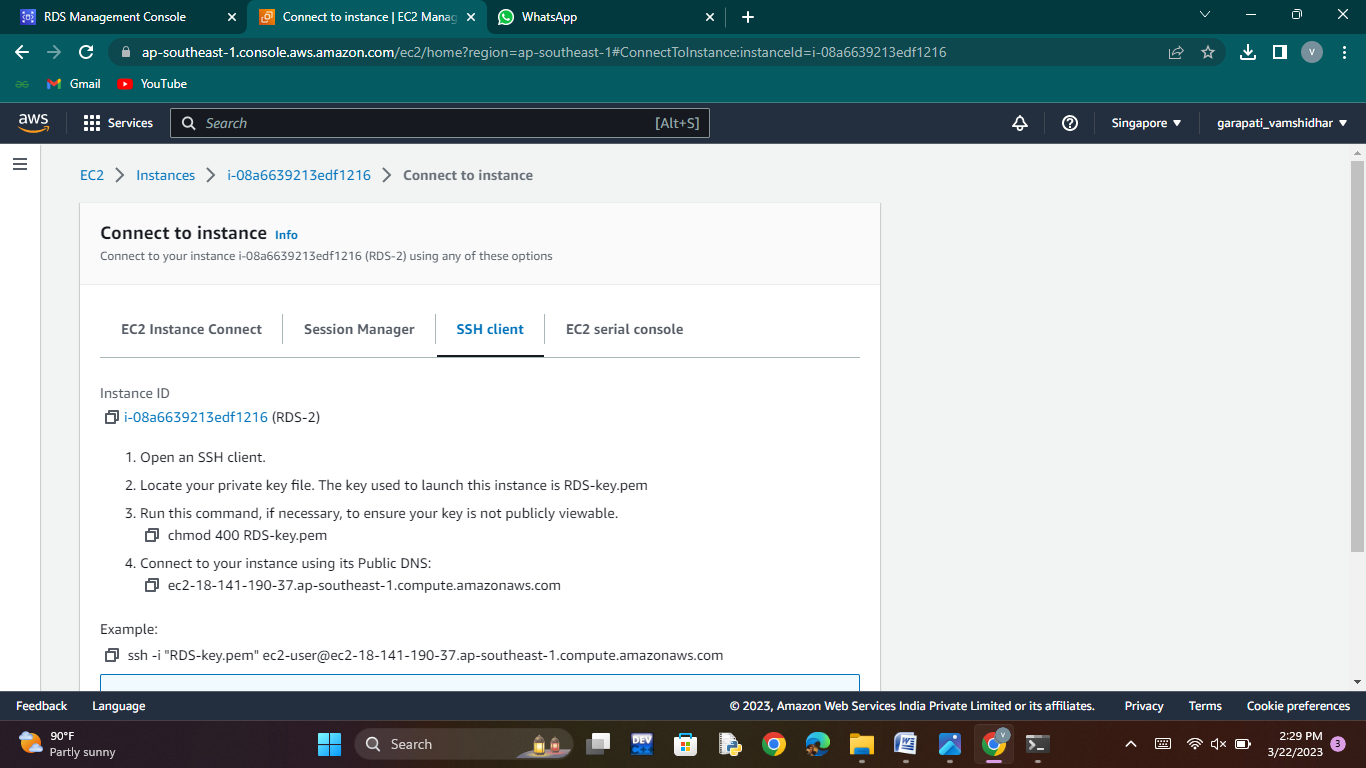 RDS Management Console
Connect to instance | EC2 Manag
WhatsApp
ap-southeast-1.console.aws.amazon.com/ec2/home?region=ap-southeast-1#ConnectToInstance:instanceId=i-08a6639213edf1216
V
Gmail
YouTube
aws
Services
Search
[Alt+S]
Singapore
garapati_vamshidhar
EC2
Instances
i-08a6639213edf1216
Connect to instance
Connect to instance Info
Connect to your instance i-08a6639213edf1216 (RDS-2) using any of these options
EC2 Instance Connect
Session Manager
SSH client
EC2 serial console
Instance ID
i-08a6639213edf1216 (RDS-2)
1. Open an SSH client.
2. Locate your private key file. The key used to launch this instance is RDS-key.pem
3. Run this command, if necessary, to ensure your key is not publicly viewable.
chmod 400 RDS-key.pem
4. Connect to your instance using its Public DNS:
ec2-18-141-190-37.ap-southeast-1.compute.amazonaws.com
Example:
ssh -i "RDS-key.pem" ec2-user@ec2-18-141-190-37.ap-southeast-1.compute.amazonaws.com
Feedback
Language
© 2023, Amazon Web Services India Private Limited or its affiliates.
Privacy
Terms
Cookie preferences
90°F
Partly sunny
Search
DEV
V
2:29 PM
3/22/2023
3